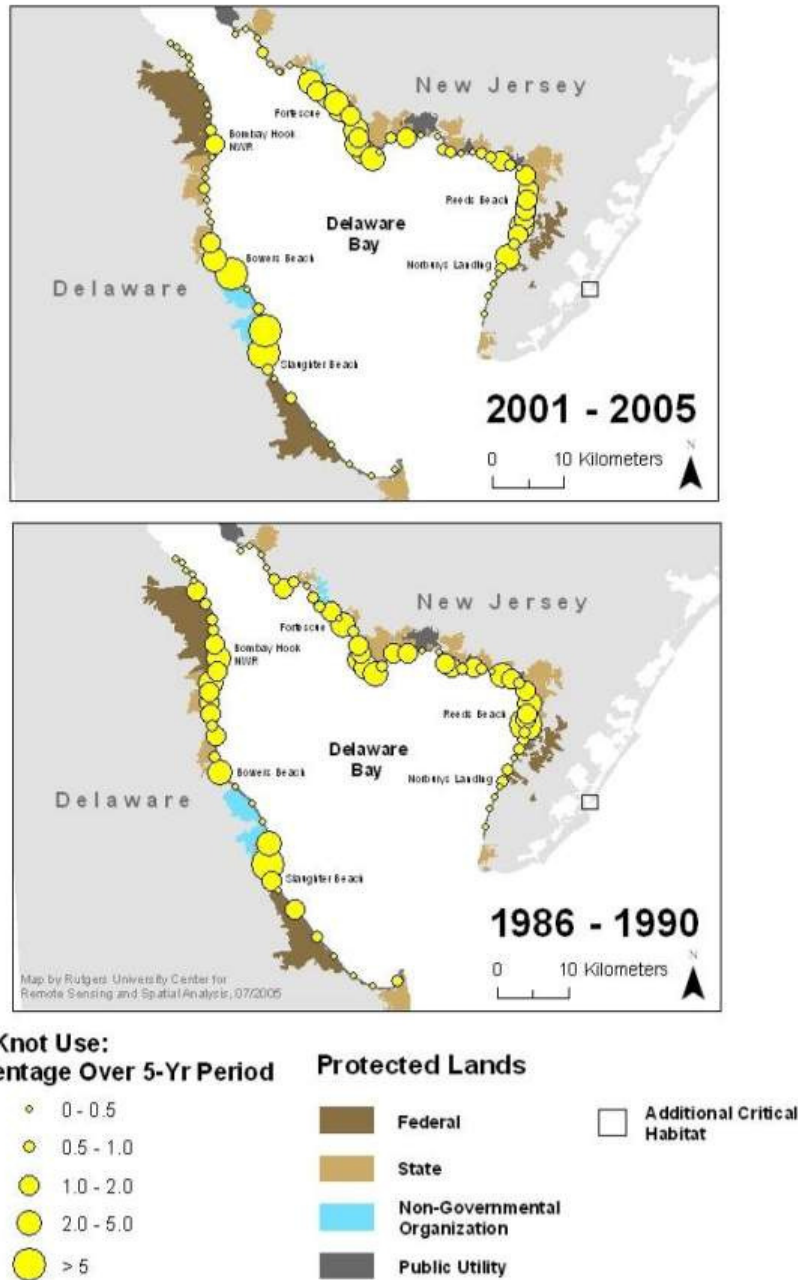 New Jersey
Fortescue
Bombay Hook
NWR
Reeds Beach
Delaware
Bay
Bowers Beach
Norburys Landing
Delaware
Slaughter Beach
2001 - 2005
N
0 10 Kilometers
New Jersey
Fortescue
Bombay Hook
NWR
Reeds Beach
Delaware
Bay
Bowers Beach
Norburys Landing
Delaware
Slaughter Beach
1986 - 1990
N
0 10 Kilometers
Map by Rutgers University Center for
Remote Sensing and Spatial Analysis, 07/2005
Knot Use:
entage Over 5-Yr Period
0 - 0.5
0.5 - 1.0
1.0 - 2.0
2.0 - 5.0
> 5
Protected Lands
Federal
State
Non-Governmental
Organization
Public Utility
Additional Critical
Habitat